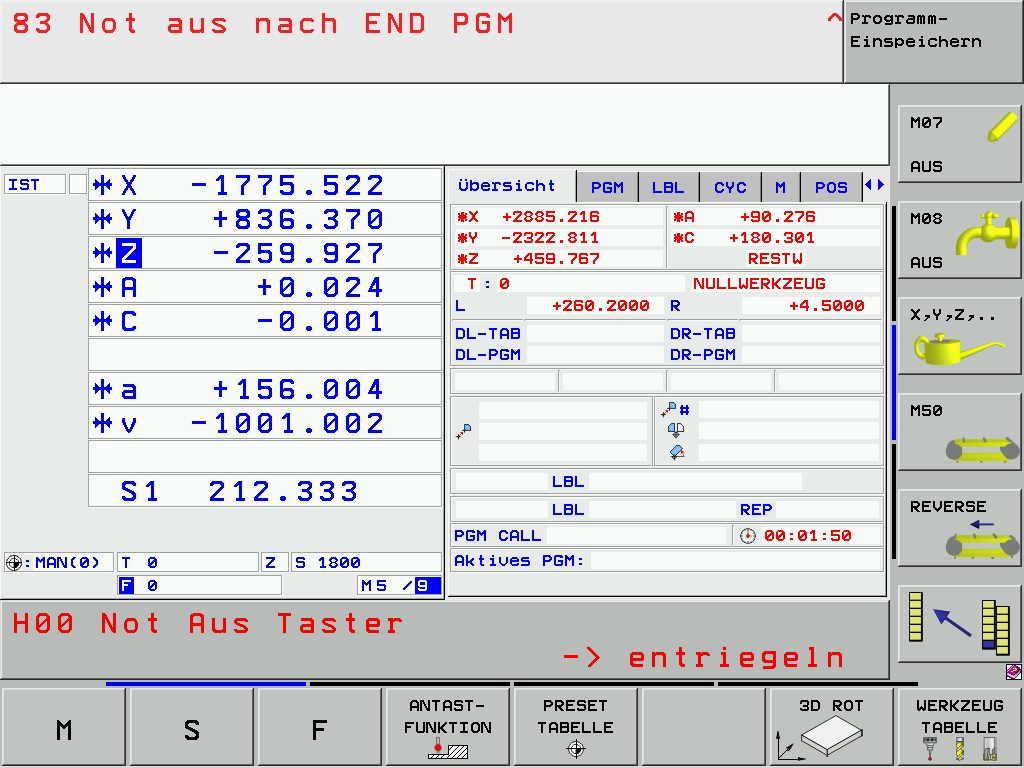 83 Not aus nach END PGM
^
Programm-
Einspeichern
M07
AUS
M08
AUS
X,Y,Z,..
M50
REVERSE
IST
X -1775.522
Y +836.370
Z -259.927
A +0.024
C -0.001
a +156.004
v -1001.002
S1 212.333
:MAN(0)
T 0
Z
S 1800
F 0
M5 /9
Übersicht
PGM
LBL
CYC
M
POS
*X +2885.216
*Y -2322.811
*Z +459.767
*A +90.276
*C +180.301
RESTW
T : 0 NULLWERKZEUG
L +260.2000 R +4.5000
DL-TAB DR-TAB
DL-PGM DR-PGM
#
LBL
LBL REP
PGM CALL 00:01:50
Aktives PGM:
H00 Not Aus Taster
-> entriegeln
M
S
F
ANTAST-
FUNKTION
PRESET
TABELLE
3D ROT
WERKZEUG
TABELLE